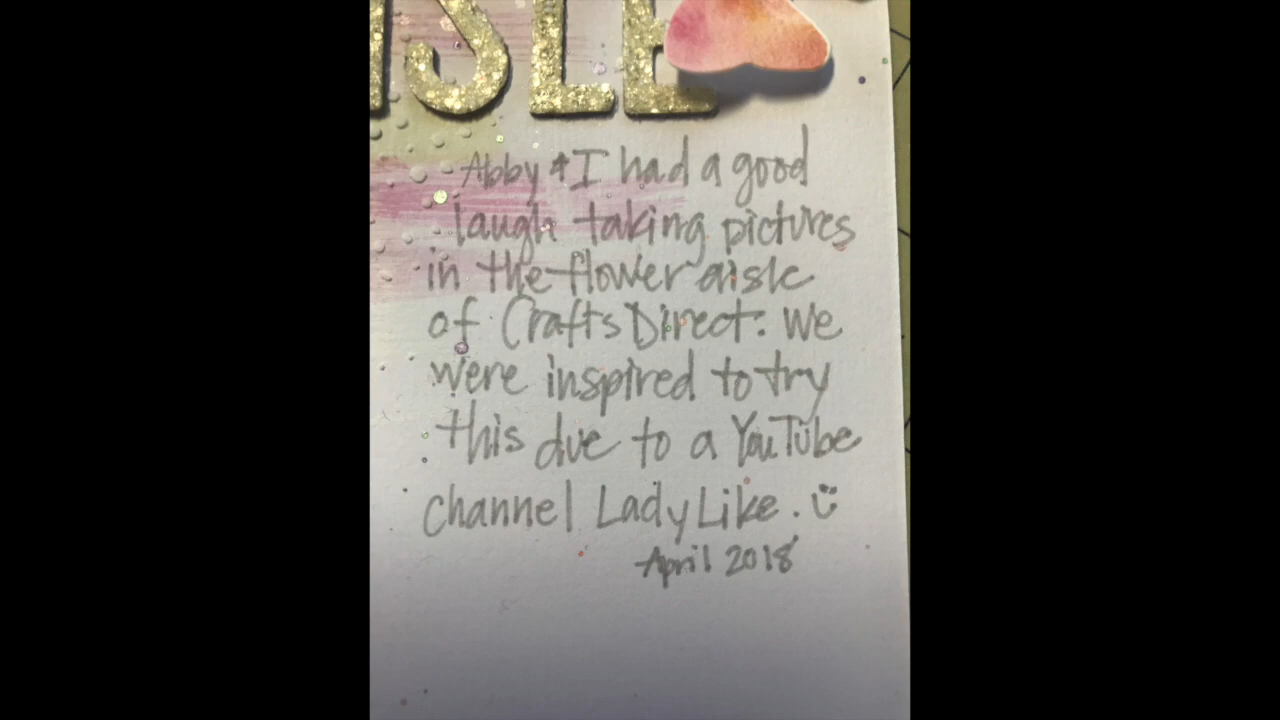 ISLE
Abby & I had a good
laugh taking pictures
in the flower aisle
of Crafts Direct. We
were inspired to try
this due to a YouTube
channel LadyLike. :)
April 2018